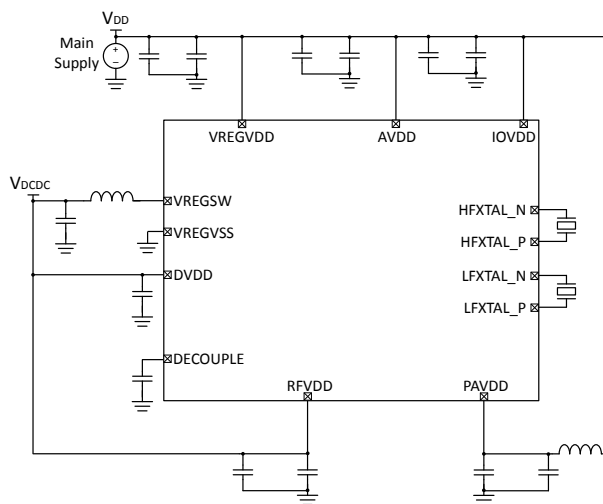 VDD
Main
Supply
+
–
VREGVDD
AVDD
IOVDD
VDCDC
VREGSW
HFXTAL_N
VREGVSS
HFXTAL_P
DVDD
LFXTAL_N
LFXTAL_P
DECOUPLE
RFVDD
PAVDD